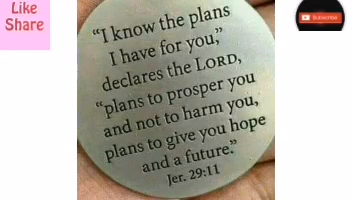 Like
Share
"I know the plans
I have for you,"
declares the LORD,
"plans to prosper you
and not to harm you,
plans to give you hope
and a future."
Jer. 29:11
Subscribe